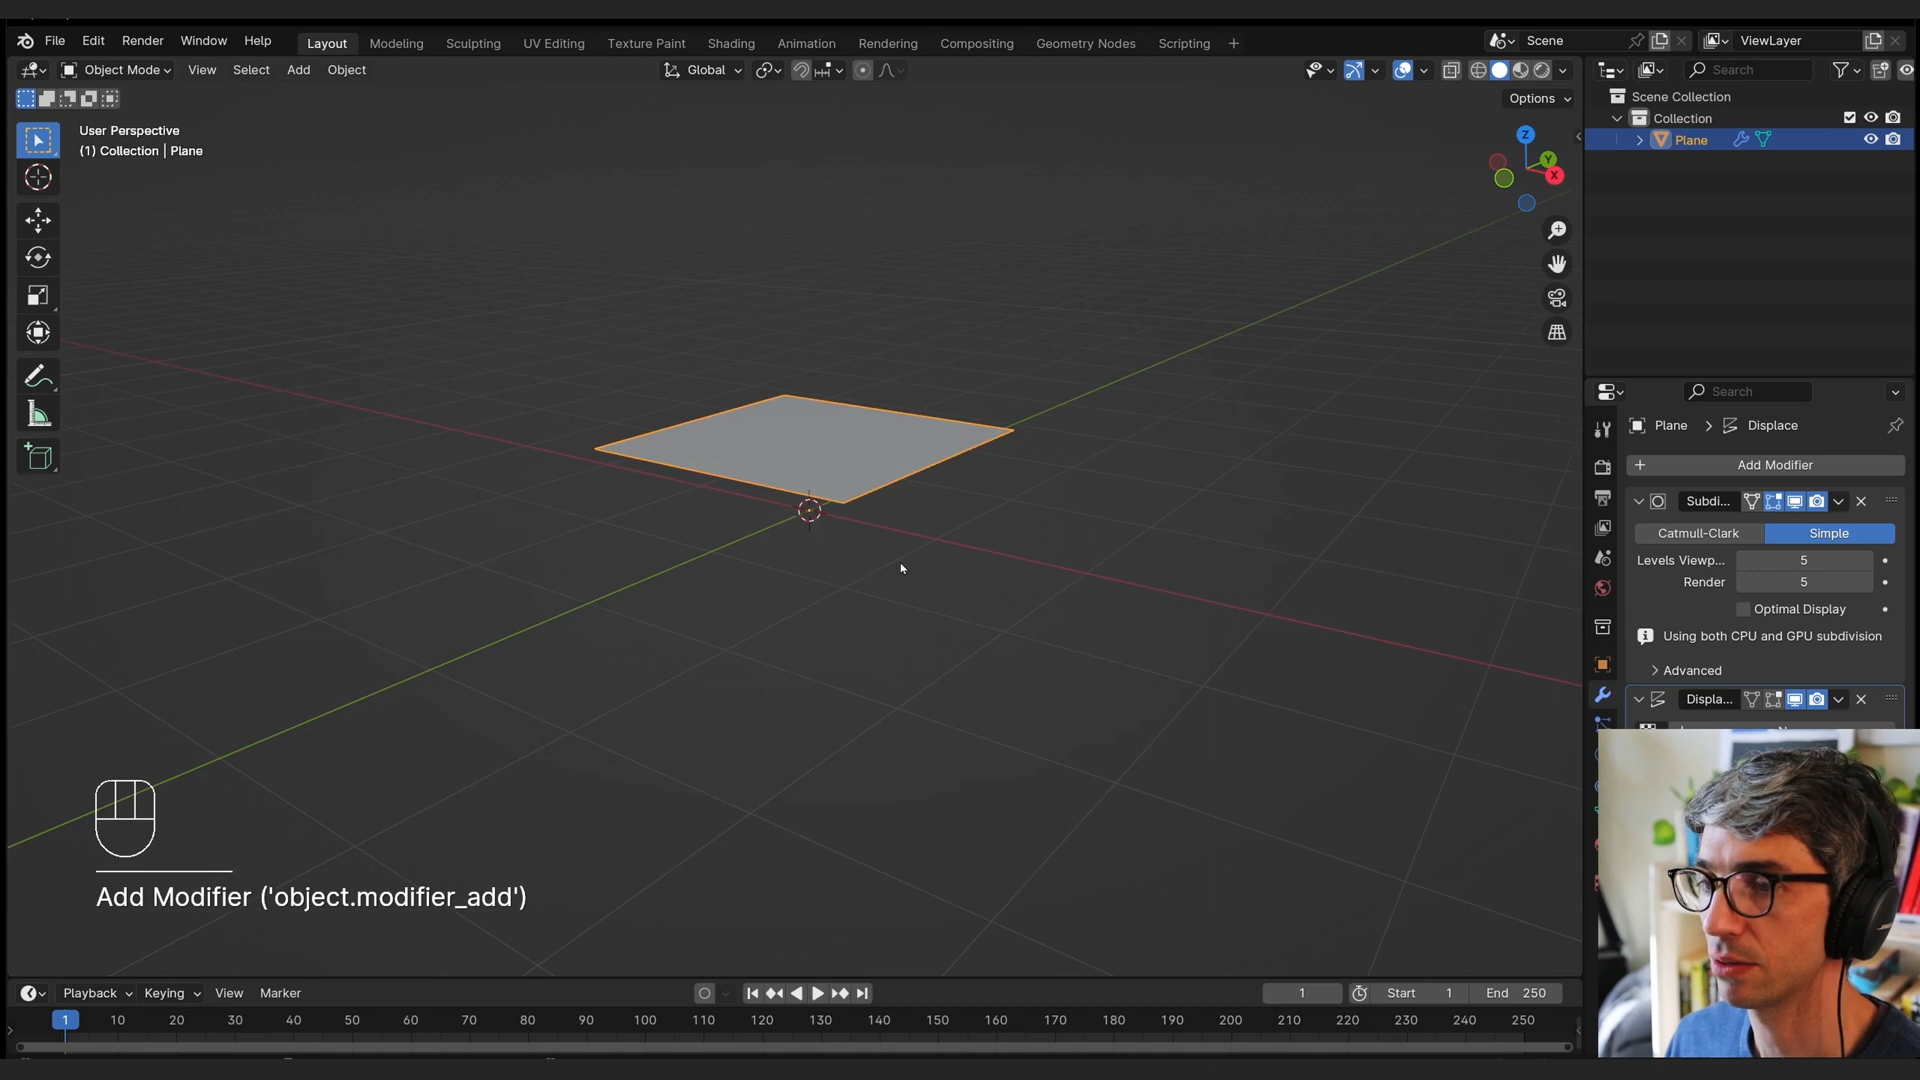 File Edit Render Window Help Layout Modeling Sculpting UV Editing Texture Paint Shading Animation Rendering Compositing Geometry Nodes Scripting + Scene ViewLayer
Object Mode View Select Add Object Global Search
Options
User Perspective
(1) Collection | Plane
Z
Y
X
Scene Collection
Collection
Plane
Search
Plane > Displace
+ Add Modifier
Subdi...
Catmull-Clark Simple
Levels Viewp... 5
Render 5
Optimal Display
Using both CPU and GPU subdivision
Advanced
Displa...
Add Modifier ('object.modifier_add')
Playback Keying View Marker 1 Start 1 End 250
1 10 20 30 40 50 60 70 80 90 100 110 120 130 140 150 160 170 180 190 200 210 220 230 240 250